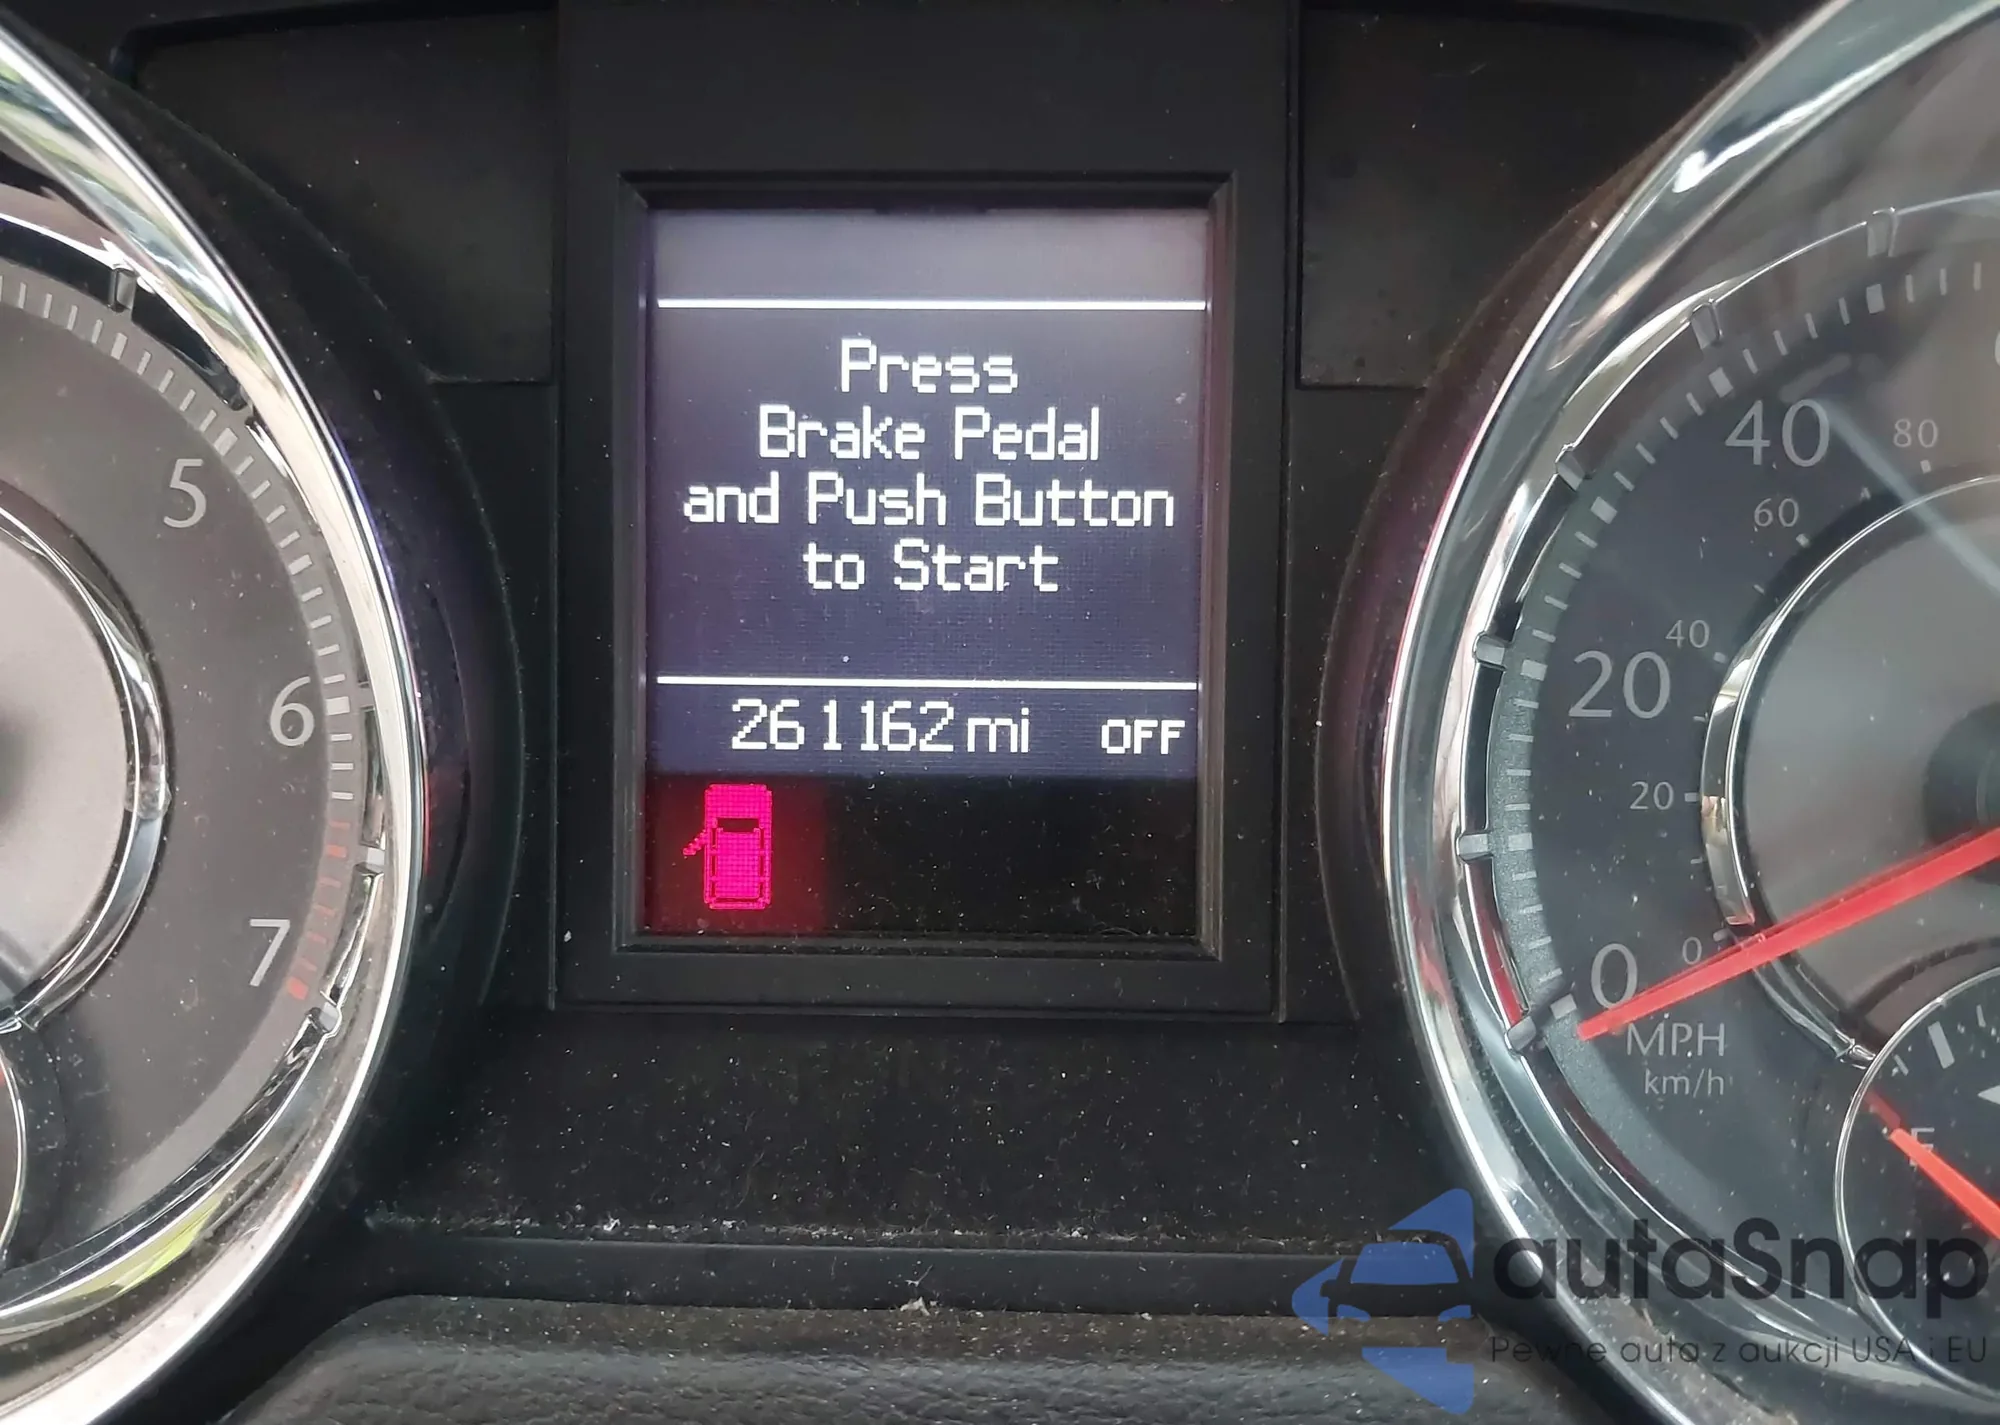 Press
Brake Pedal
and Push Button
to Start
261162 mi OFF
5
6
7
40
80
60
40
20
20
0
0
MPH
km/h
autaSnap
Pewne auta z aukcji USA i EU